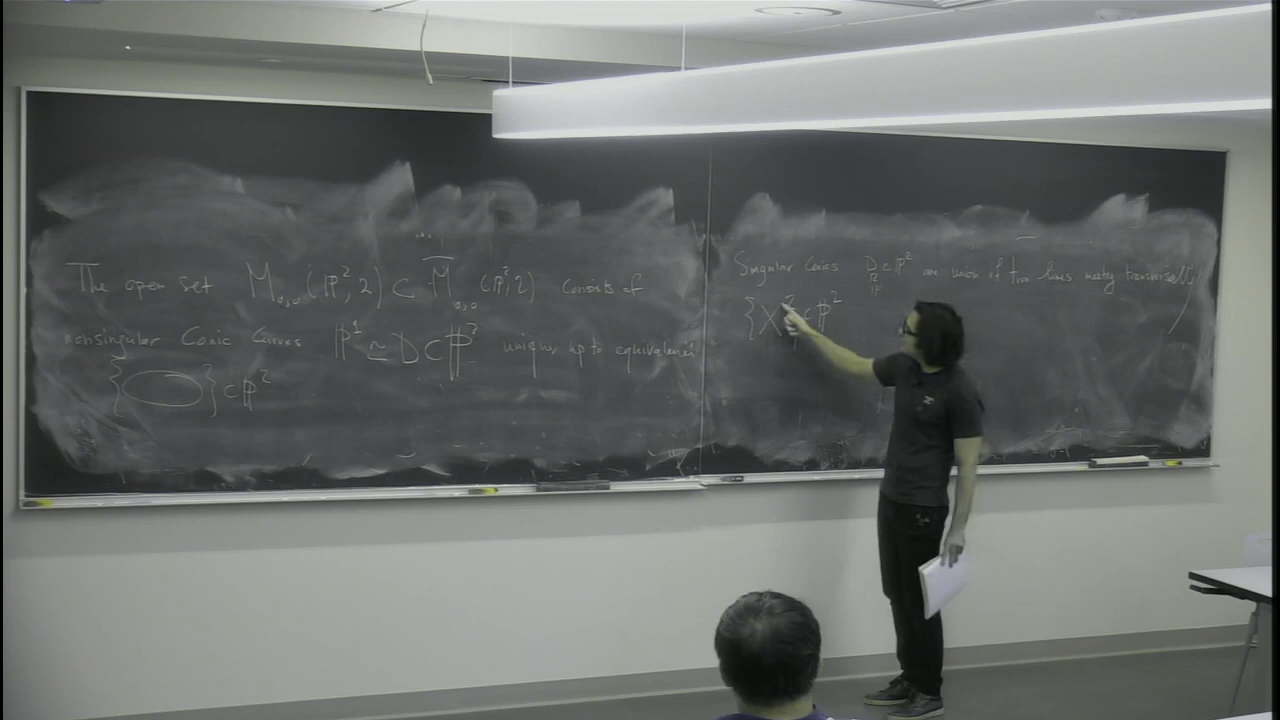 The open set M₀,₀(ℙ², 2) ⊂ M̅₀,₀(ℙ², 2) consists of
nonsingular Conic Curves ℙ¹ ≃ D ⊂ ℙ² unique up to equivalence
{ } ⊂ ℙ²
Singular Conics D ⊂ ℙ² are union of two lines meeting transversally
{ } ⊂ ℙ²